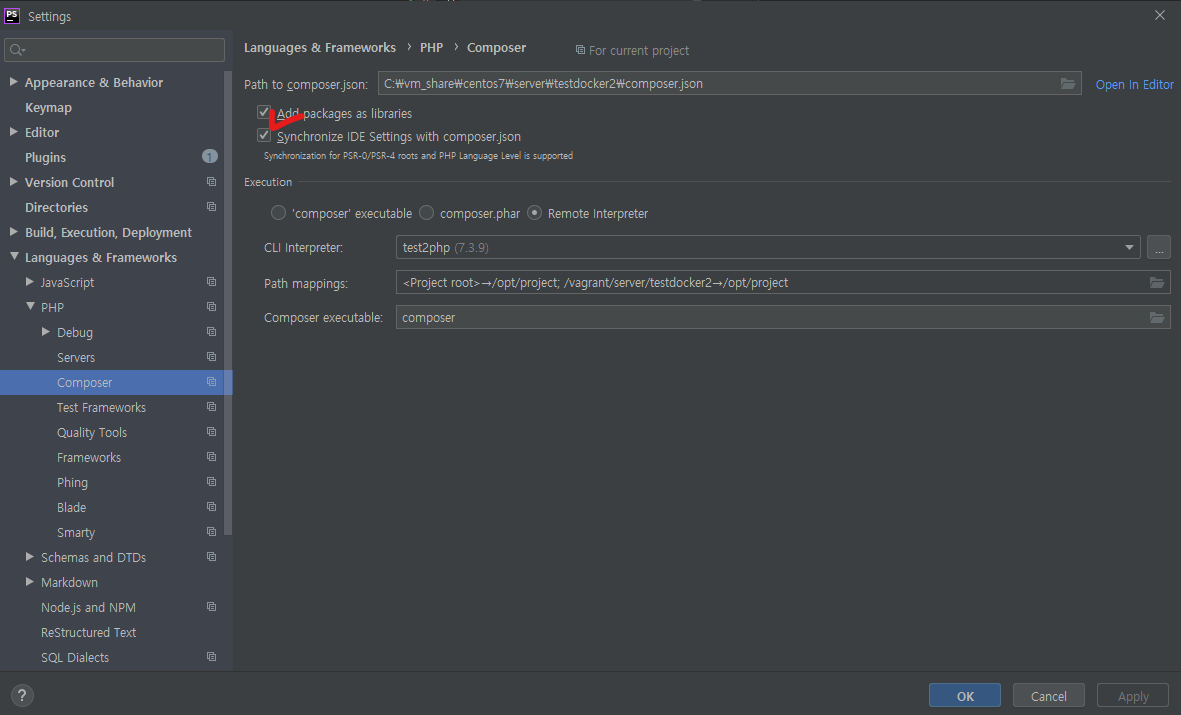 PS Settings
Languages & Frameworks › PHP › Composer For current project
Path to composer.json: C:₩vm_share₩centos7₩server₩testdocker2₩composer.json Open In Editor
Add packages as libraries
Synchronize IDE Settings with composer.json
Synchronization for PSR-0/PSR-4 roots and PHP Language Level is supported
Execution
'composer' executable composer.phar Remote Interpreter
CLI Interpreter: test2php (7.3.9) ...
Path mappings: <Project root>→/opt/project; /vagrant/server/testdocker2→/opt/project
Composer executable: composer
Appearance & Behavior
Keymap
Editor
Plugins 1
Version Control
Directories
Build, Execution, Deployment
Languages & Frameworks
JavaScript
PHP
Debug
Servers
Composer
Test Frameworks
Quality Tools
Frameworks
Phing
Blade
Smarty
Schemas and DTDs
Markdown
Node.js and NPM
ReStructured Text
SQL Dialects
? OK Cancel Apply